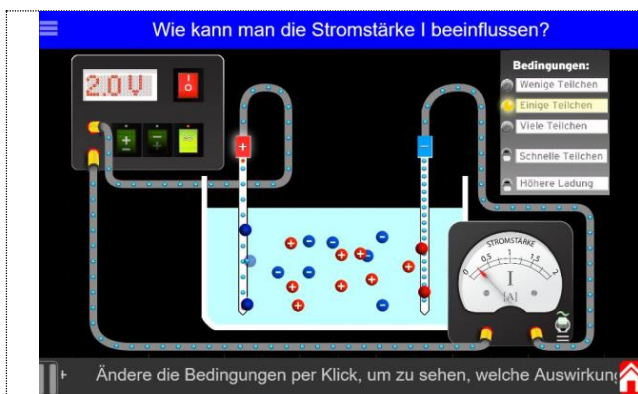 Wie kann man die Stromstärke I beeinflussen?
2.0 V
Bedingungen:
Wenige Teilchen
Einige Teilchen
Viele Teilchen
Schnelle Teilchen
Höhere Ladung
STROMSTÄRKE
0 0,5 1 1,5 2
I
[A]
Ändere die Bedingungen per Klick, um zu sehen, welche Auswirkung